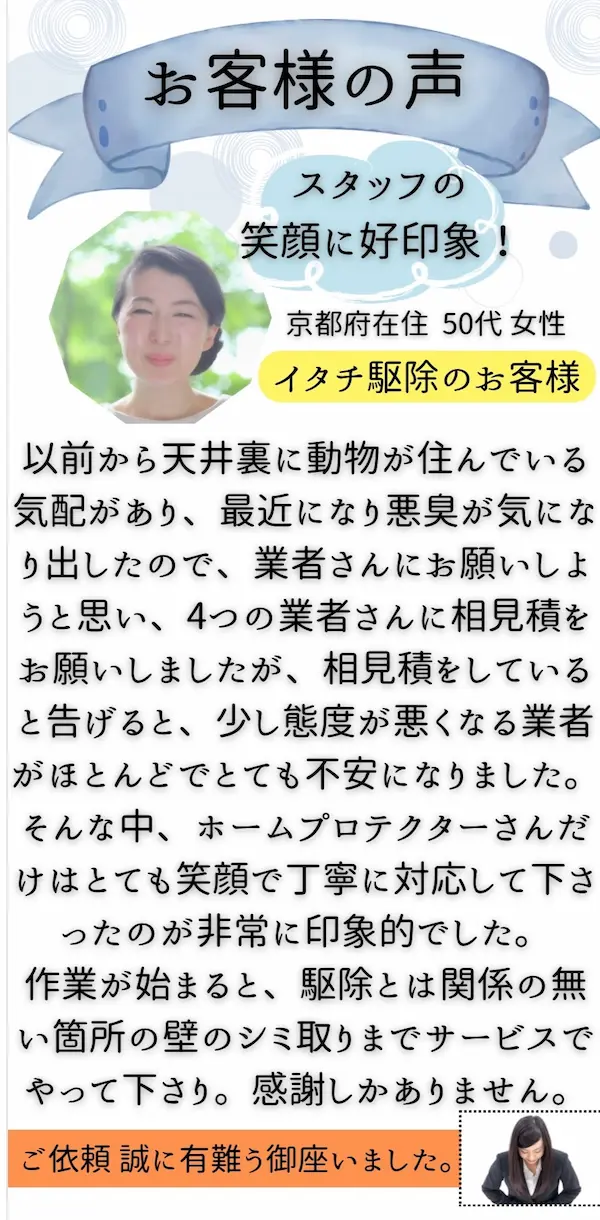 お客様の声
スタッフの
笑顔に好印象！
京都府在住 50代 女性
イタチ駆除のお客様
以前から天井裏に動物が住んでいる
気配があり、最近になり悪臭が気にな
り出したので、業者さんにお願いしよ
うと思い、4つの業者さんに相見積を
お願いしましたが、相見積をしている
と告げると、少し態度が悪くなる業者
がほとんどでとても不安になりました。
そんな中、ホームプロテクターさんだ
けはとても笑顔で丁寧に対応して下さ
ったのが非常に印象的でした。
作業が始まると、駆除とは関係の無
い箇所の壁のシミ取りまでサービスで
やって下さり。感謝しかありません。
ご依頼 誠に有難う御座いました。